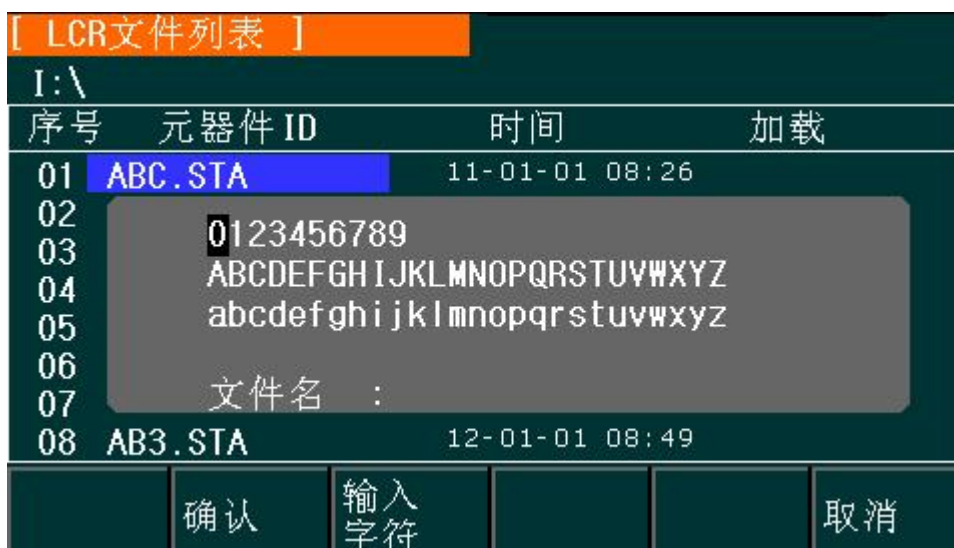 [ LCR文件列表 ]
I:\
序号 元器件ID 时间 加载
01 ABC.STA 11-01-01 08:26
02
03
04
05
06
07
0123456789
ABCDEFGHIJKLMNOPQRSTUVWXYZ
abcdefghijklmnopqrstuvwxyz
文件名 :
08 AB3.STA 12-01-01 08:49
确认 输入字符 取消